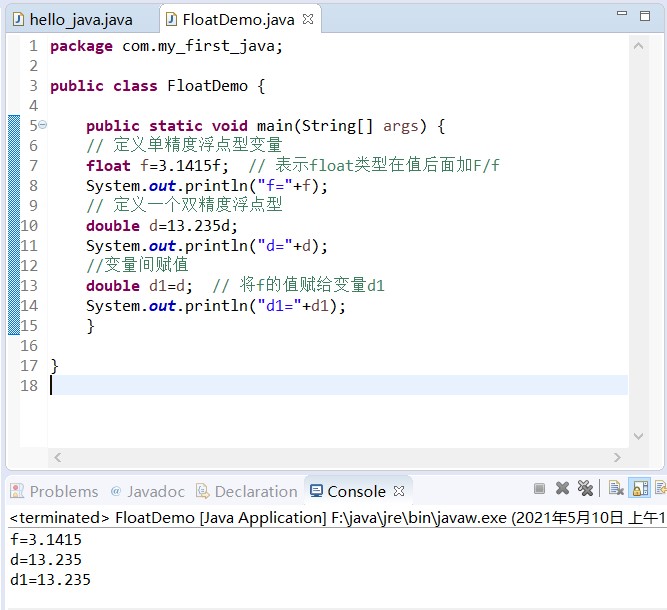 hello_java.java FloatDemo.java
1 package com.my_first_java;
2
3 public class FloatDemo {
4
5 public static void main(String[] args) {
6 // 定义单精度浮点型变量
7 float f=3.1415f; // 表示float类型在值后面加F/f
8 System.out.println("f="+f);
9 // 定义一个双精度浮点型
10 double d=13.235d;
11 System.out.println("d="+d);
12 //变量间赋值
13 double d1=d; // 将f的值赋给变量d1
14 System.out.println("d1="+d1);
15 }
16
17 }
18
Problems @ Javadoc Declaration Console
<terminated> FloatDemo [Java Application] F:\java\jre\bin\javaw.exe (2021年5月10日 上午1
f=3.1415
d=13.235
d1=13.235